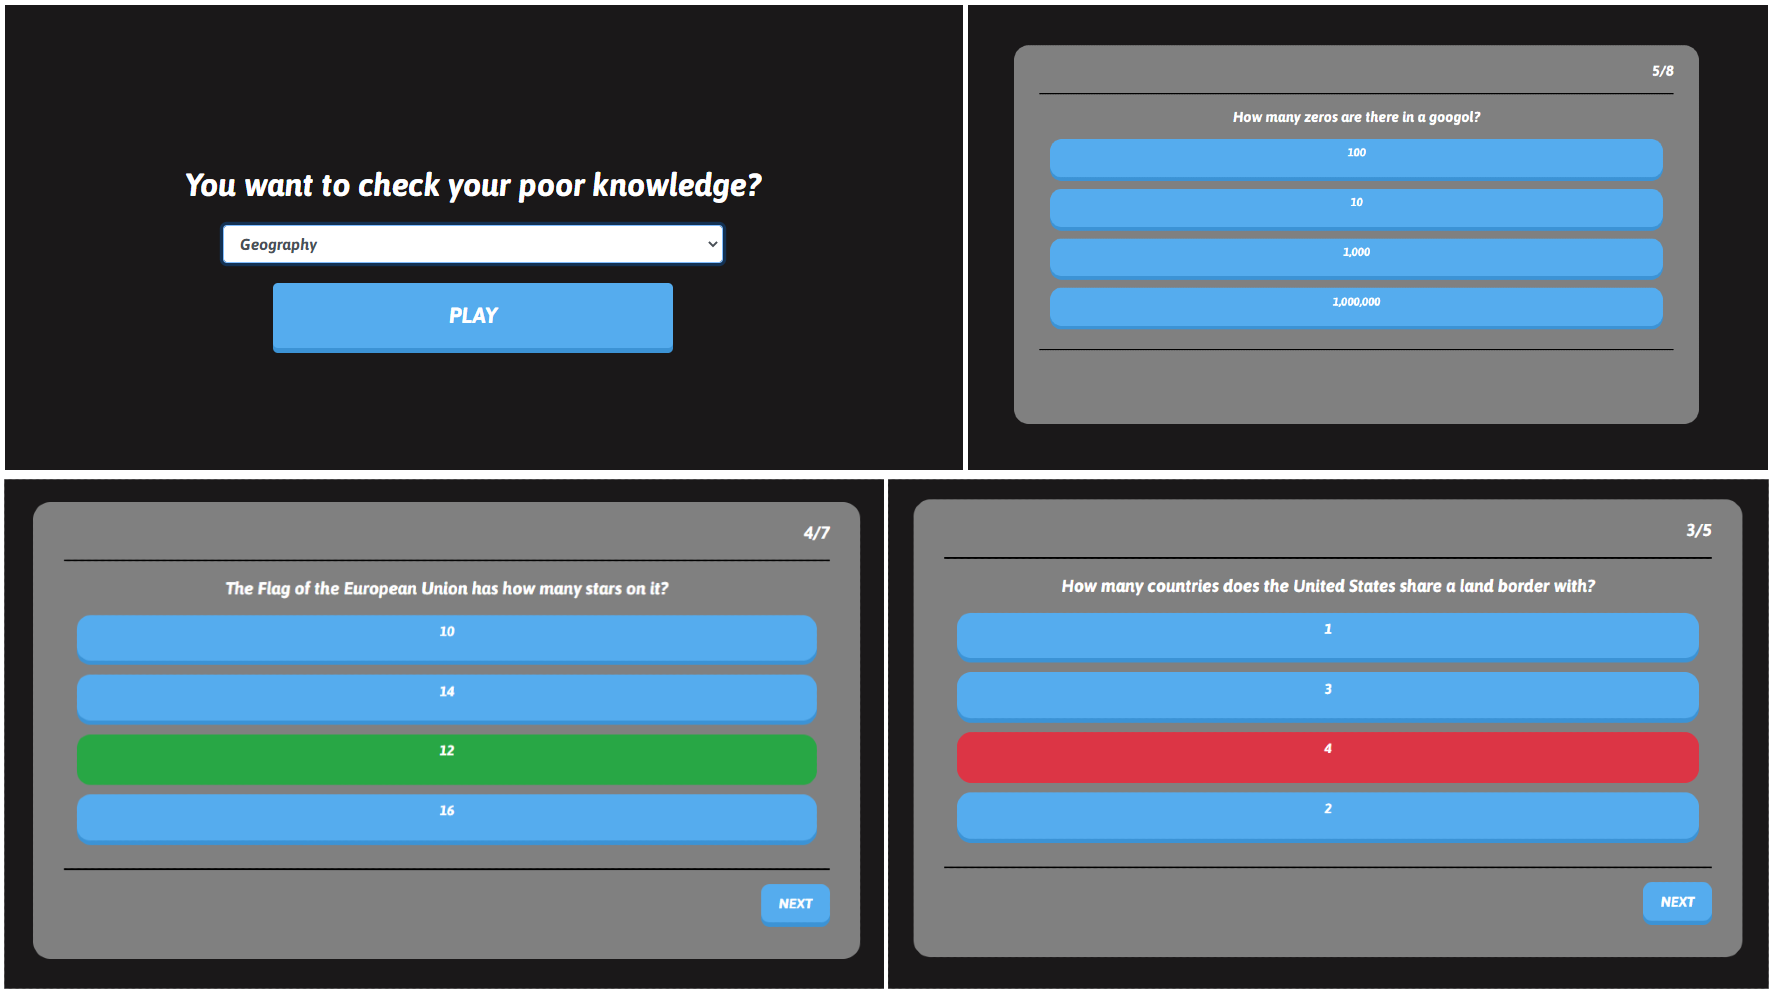 You want to check your poor knowledge?
Geography
PLAY
5/8
How many zeros are there in a googol?
100
10
1,000
1,000,000
4/7
The Flag of the European Union has how many stars on it?
10
14
12
16
NEXT
3/5
How many countries does the United States share a land border with?
1
3
4
2
NEXT